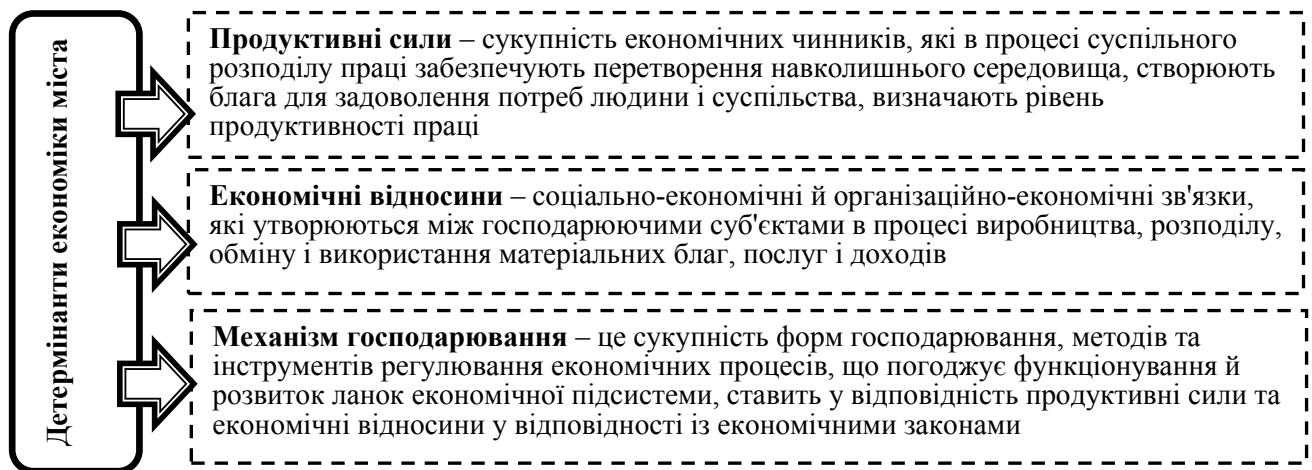 Детермінанти економіки міста
Продуктивні сили – сукупність економічних чинників, які в процесі суспільного
розподілу праці забезпечують перетворення навколишнього середовища, створюють
блага для задоволення потреб людини і суспільства, визначають рівень
продуктивності праці
Економічні відносини – соціально-економічні й організаційно-економічні зв'язки,
які утворюються між господарюючими суб'єктами в процесі виробництва, розподілу,
обміну і використання матеріальних благ, послуг і доходів
Механізм господарювання – це сукупність форм господарювання, методів та
інструментів регулювання економічних процесів, що погоджує функціонування й
розвиток ланок економічної підсистеми, ставить у відповідність продуктивні сили та
економічні відносини у відповідності із економічними законами